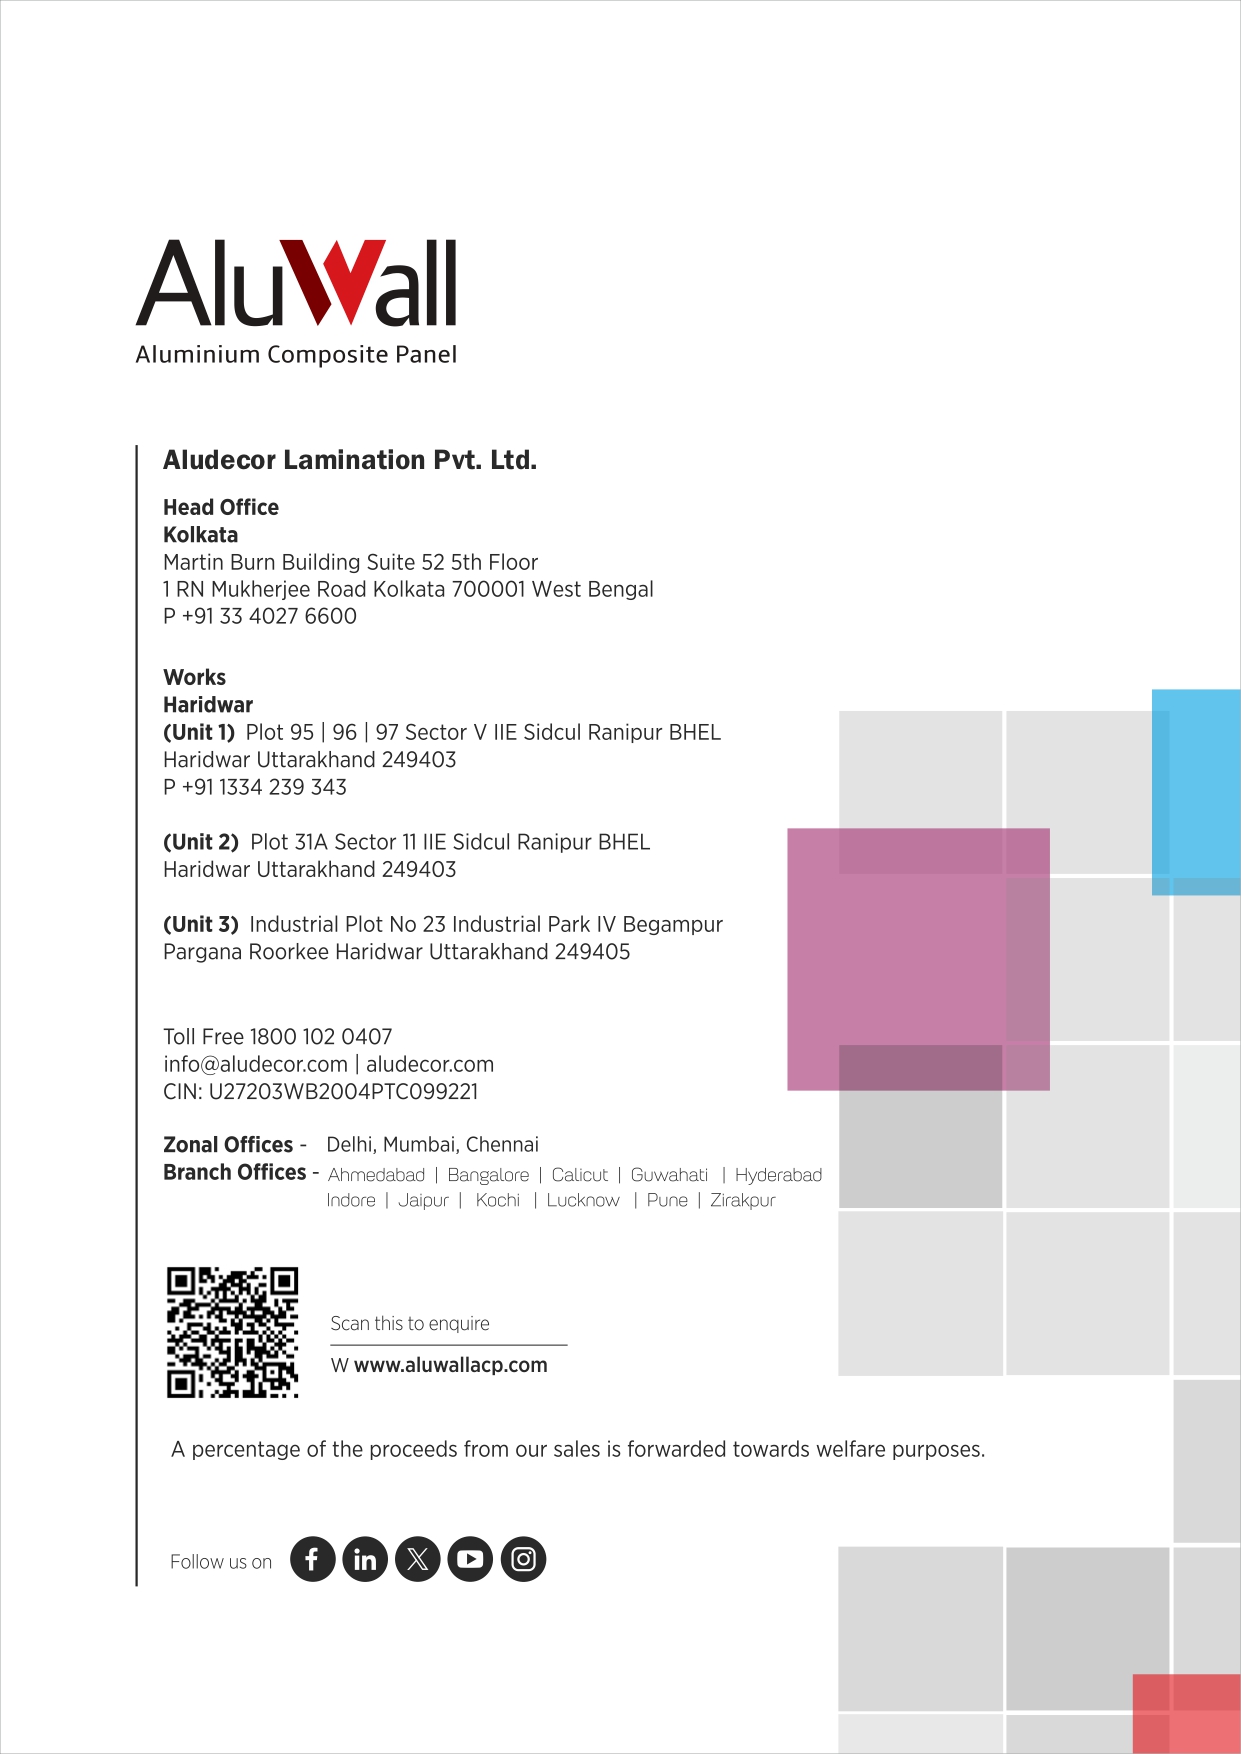 AluWall
Aluminium Composite Panel
Aludecor Lamination Pvt. Ltd.
Head Office
Kolkata
Martin Burn Building Suite 52 5th Floor
1 RN Mukherjee Road Kolkata 700001 West Bengal
P +91 33 4027 6600
Works
Haridwar
(Unit 1) Plot 95 | 96 | 97 Sector V IIE Sidcul Ranipur BHEL
Haridwar Uttarakhand 249403
P +91 1334 239 343
(Unit 2) Plot 31A Sector 11 IIE Sidcul Ranipur BHEL
Haridwar Uttarakhand 249403
(Unit 3) Industrial Plot No 23 Industrial Park IV Begampur
Pargana Roorkee Haridwar Uttarakhand 249405
Toll Free 1800 102 0407
info@aludecor.com | aludecor.com
CIN: U27203WB2004PTC099221
Zonal Offices - Delhi, Mumbai, Chennai
Branch Offices - Ahmedabad | Bangalore | Calicut | Guwahati | Hyderabad
Indore | Jaipur | Kochi | Lucknow | Pune | Zirakpur
Scan this to enquire
W www.aluwallacp.com
A percentage of the proceeds from our sales is forwarded towards welfare purposes.
Follow us on